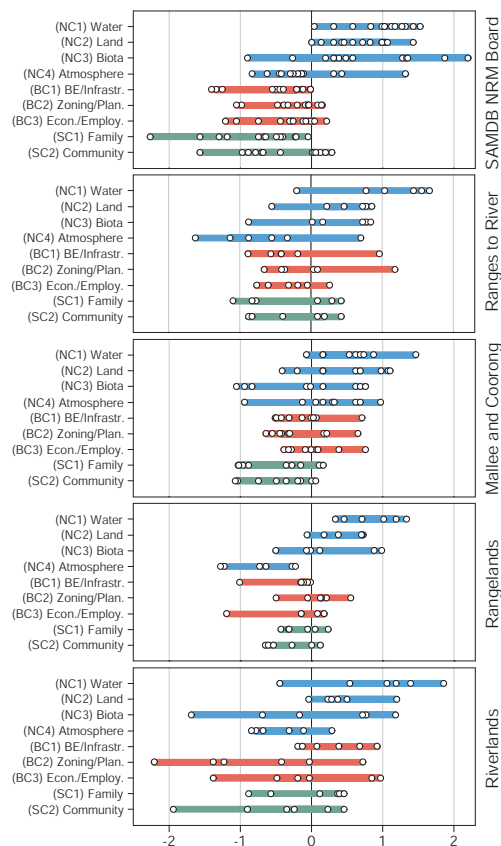 (NC1) Water
(NC2) Land
(NC3) Biota
(NC4) Atmosphere
(BC1) BE/Infrastr.
(BC2) Zoning/Plan.
(BC3) Econ./Employ.
(SC1) Family
(SC2) Community
SAMDB NRM Board
(NC1) Water
(NC2) Land
(NC3) Biota
(NC4) Atmosphere
(BC1) BE/Infrastr.
(BC2) Zoning/Plan.
(BC3) Econ./Employ.
(SC1) Family
(SC2) Community
Ranges to River
(NC1) Water
(NC2) Land
(NC3) Biota
(NC4) Atmosphere
(BC1) BE/Infrastr.
(BC2) Zoning/Plan.
(BC3) Econ./Employ.
(SC1) Family
(SC2) Community
Mallee and Coorong
(NC1) Water
(NC2) Land
(NC3) Biota
(NC4) Atmosphere
(BC1) BE/Infrastr.
(BC2) Zoning/Plan.
(BC3) Econ./Employ.
(SC1) Family
(SC2) Community
Rangelands
(NC1) Water
(NC2) Land
(NC3) Biota
(NC4) Atmosphere
(BC1) BE/Infrastr.
(BC2) Zoning/Plan.
(BC3) Econ./Employ.
(SC1) Family
(SC2) Community
Riverlands
-2 -1 0 1 2